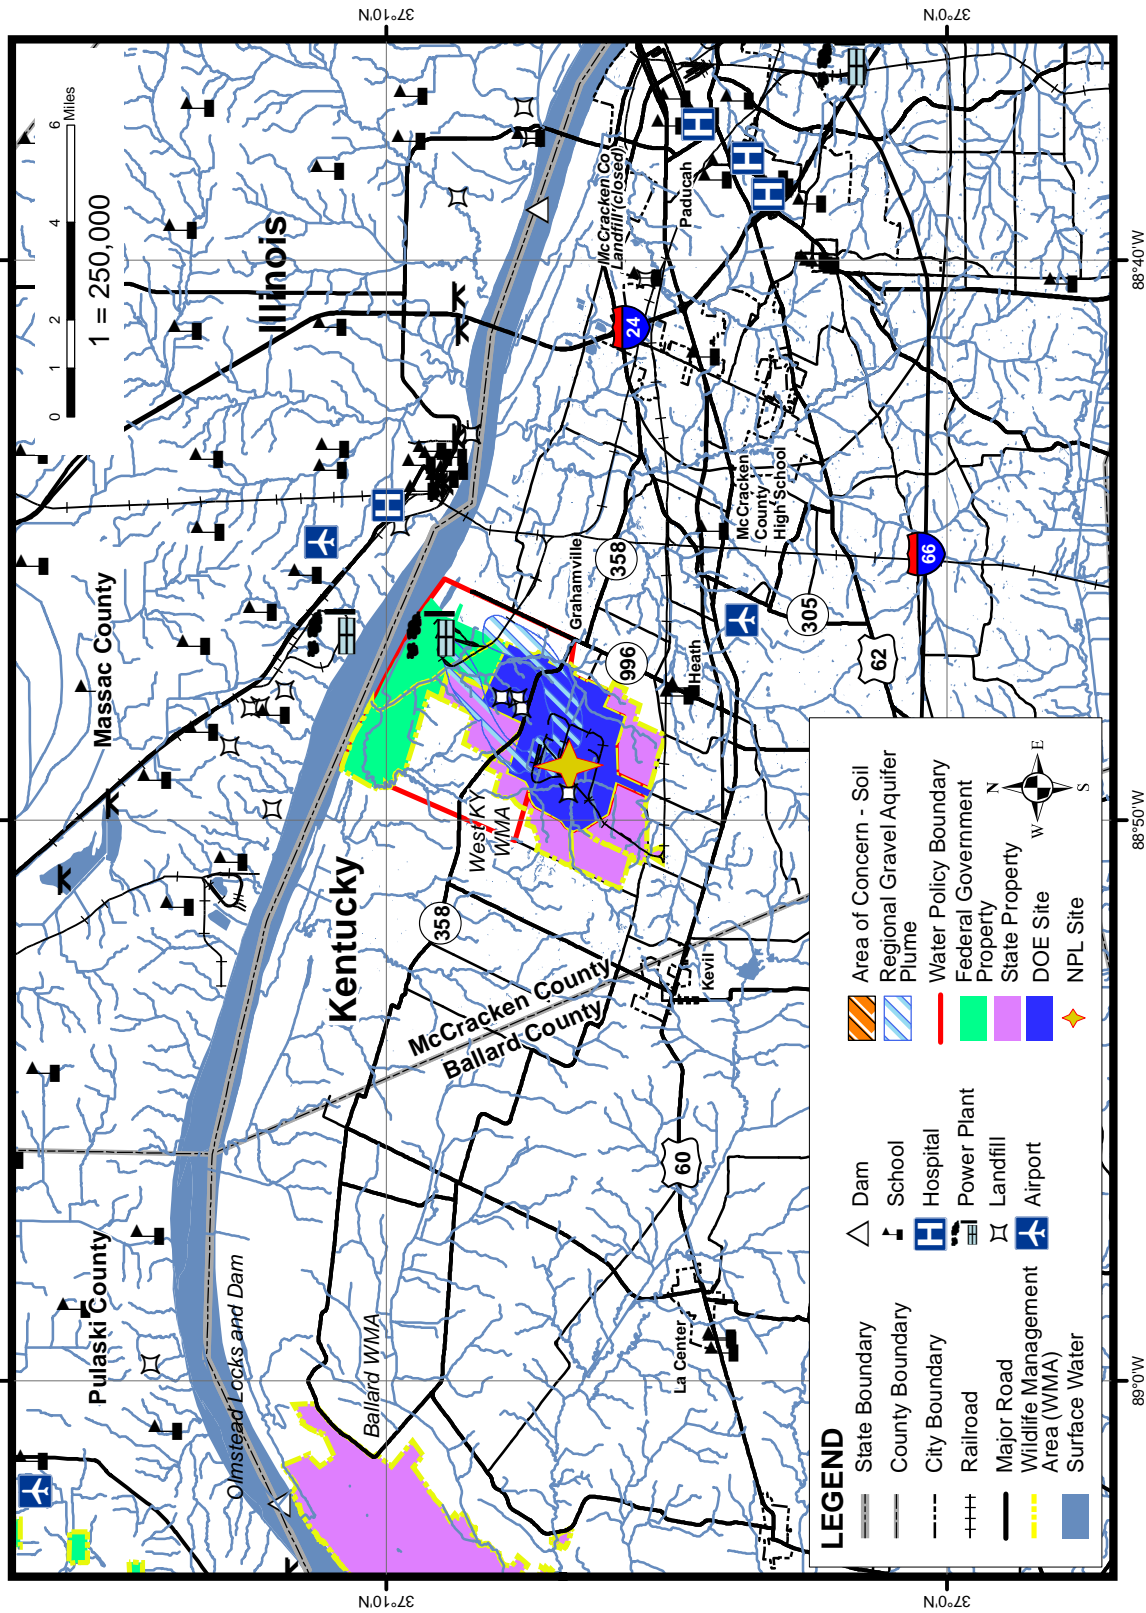 37°10'N
37°0'N
0
1
2
4
6
Miles
1 = 250,000
Illinois
Massac County
Pulaski County
Kentucky
McCracken County
Ballard County
Olmstead Locks and Dam
Ballard WMA
West KY
WMA
McCracken Co.
Landfill (closed)
Paducah
24
Grahamville
358
996
Heath
McCracken
County
High School
305
62
66
358
Kevil
60
La Center
88°40'W
88°50'W
89°0'W
37°10'N
37°0'N
LEGEND
State Boundary
County Boundary
City Boundary
Railroad
Major Road
Wildlife Management
Area (WMA)
Surface Water
Dam
School
H
Hospital
Power Plant
Landfill
Airport
Area of Concern - Soil
Regional Gravel Aquifer
Plume
Water Policy Boundary
Federal Government
Property
State Property
DOE Site
NPL Site
N
E
S
W
H
H
H
H